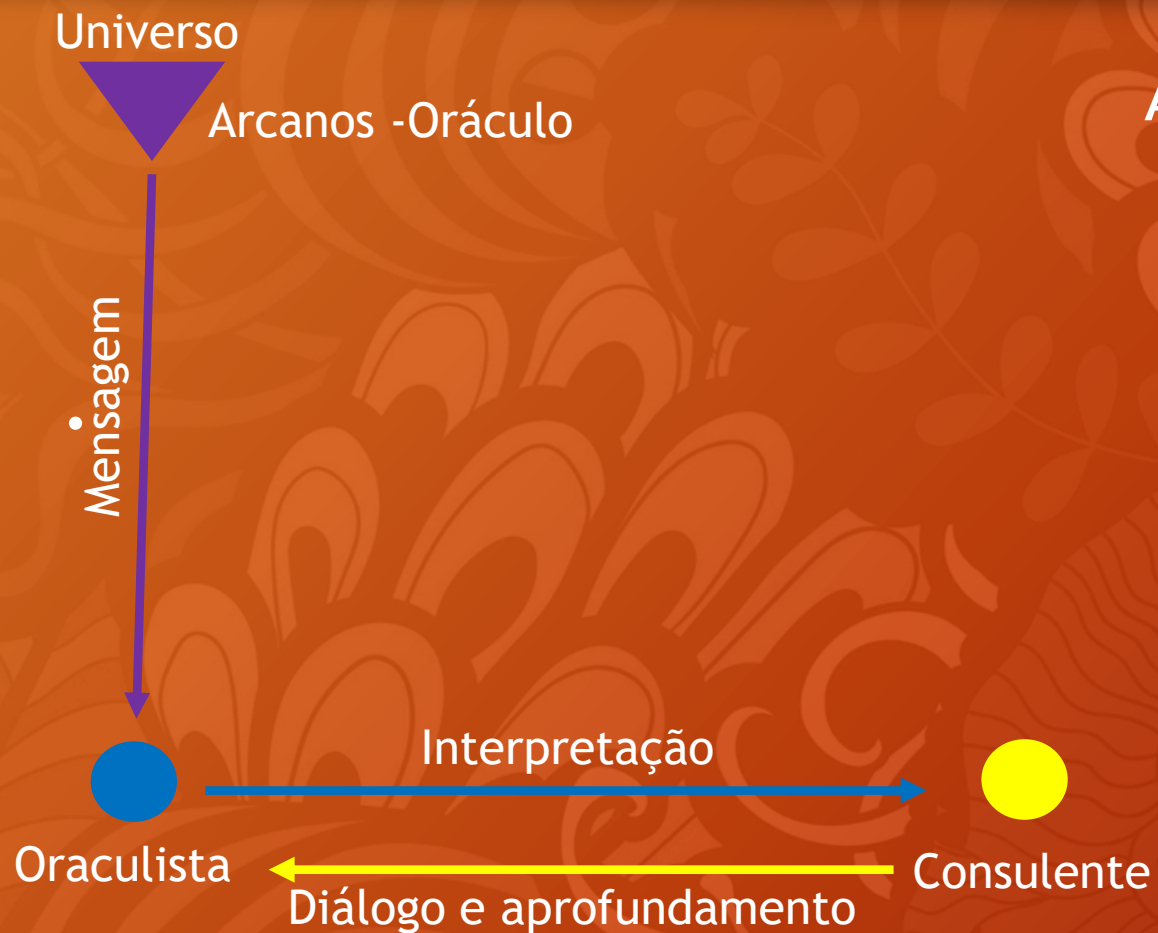 Universo
Arcanos -Oráculo
A
Mensagem
Interpretação
Oraculista
Consulente
Diálogo e aprofundamento